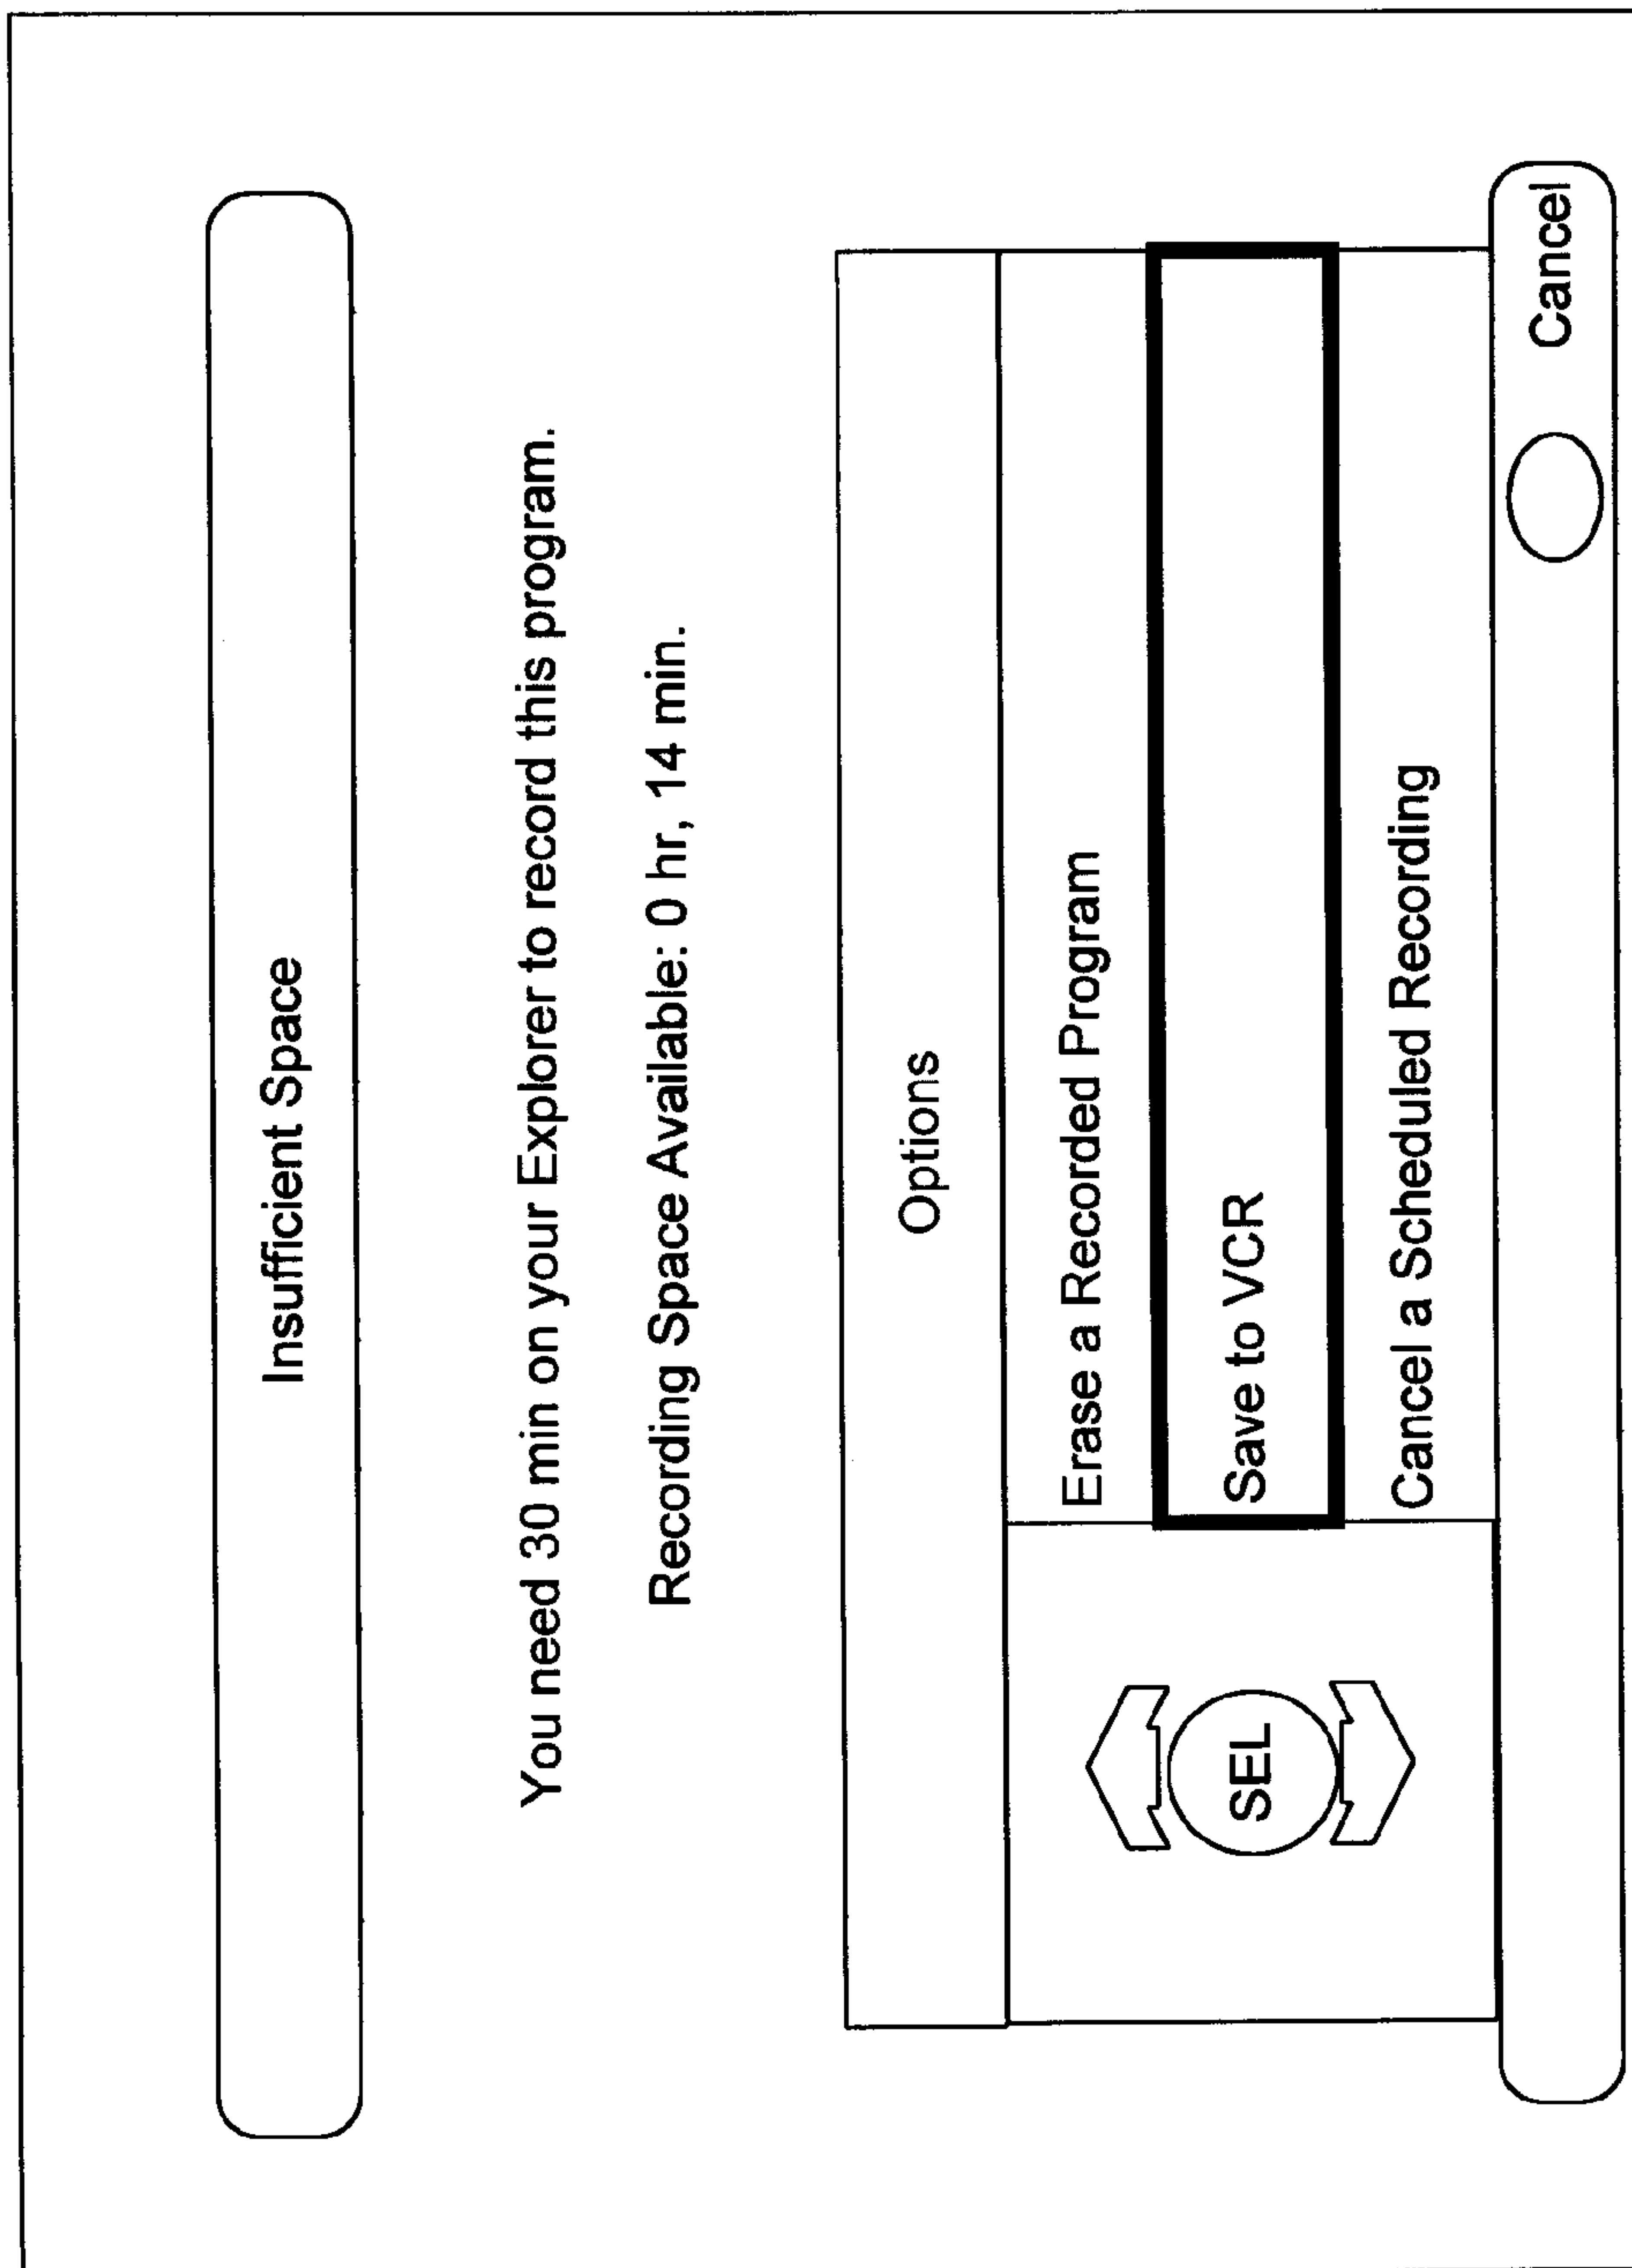 Insufficient Space
You need 30 min on your Explorer to record this program.
Recording Space Available: 0 hr, 14 min.
Options
Erase a Recorded Program
SEL
Save to VCR
Cancel a Scheduled Recording
Cancel